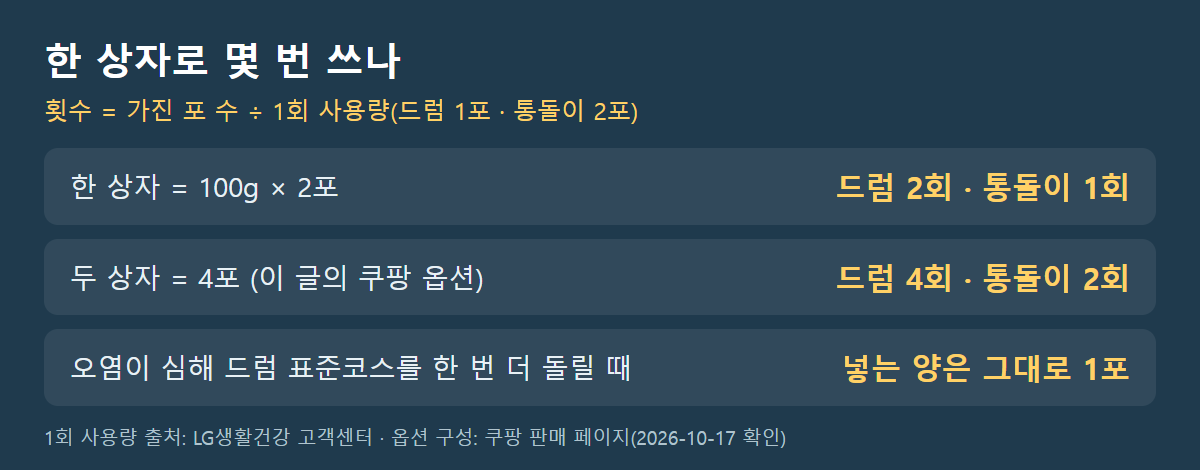 한 상자로 몇 번 쓰나
횟수 = 가진 포 수 ÷ 1회 사용량(드럼 1포 · 통돌이 2포)
한 상자 = 100g × 2포 드럼 2회 · 통돌이 1회
두 상자 = 4포 (이 글의 쿠팡 옵션) 드럼 4회 · 통돌이 2회
오염이 심해 드럼 표준코스를 한 번 더 돌릴 때 넣는 양은 그대로 1포
1회 사용량 출처: LG생활건강 고객센터 · 옵션 구성: 쿠팡 판매 페이지(2026-10-17 확인)